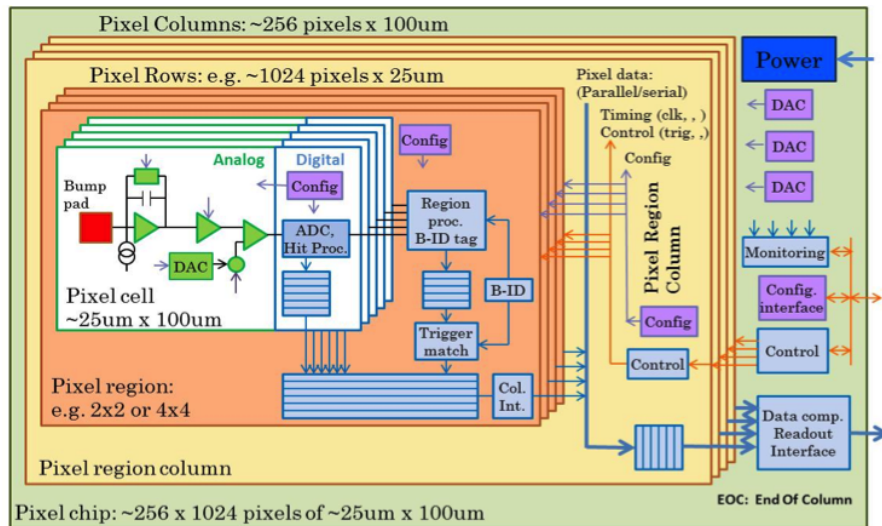 Pixel Columns: ~256 pixels x 100um
Power
Pixel Rows: e.g. ~1024 pixels x 25um
Pixel data:
(Parallel/serial)
Timing (clk, , )
Control (trig, ,)
Config
DAC
DAC
DAC
Analog
Digital
Config
Config
Bump
pad
ADC,
Hit Proc.
DAC
Region
proc.
B-ID tag
B-ID
Trigger
match
Pixel cell
~25um x 100um
Pixel Region
Column
Config
Control
Monitoring
Config.
interface
Control
Pixel region:
e.g. 2x2 or 4x4
Col.
Int.
Data comp.
Readout
Interface
Pixel region column
EOC: End Of Column
Pixel chip: ~256 x 1024 pixels of ~25um x 100um